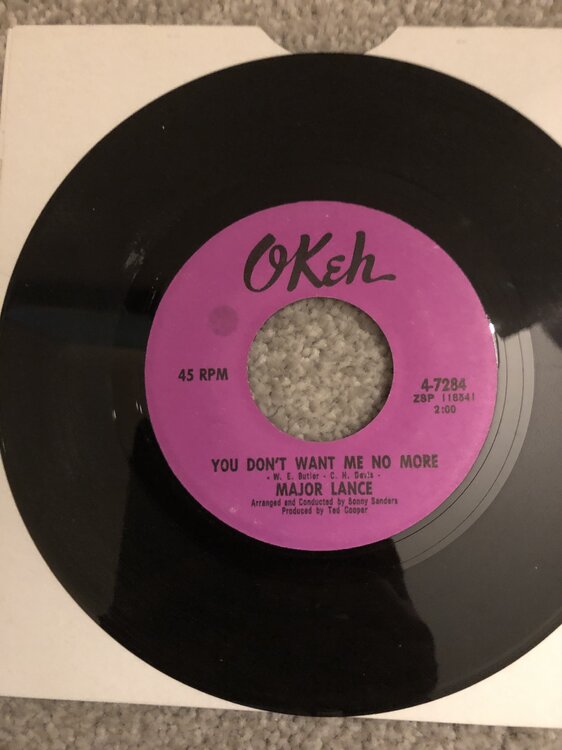 OKeh
45 RPM
4-7284
ZSP 118541
2:00
YOU DON'T WANT ME NO MORE
- W. E. Butler - C. H. Davis -
MAJOR LANCE
Arranged and Conducted by Sonny Sanders
Produced by Ted Cooper